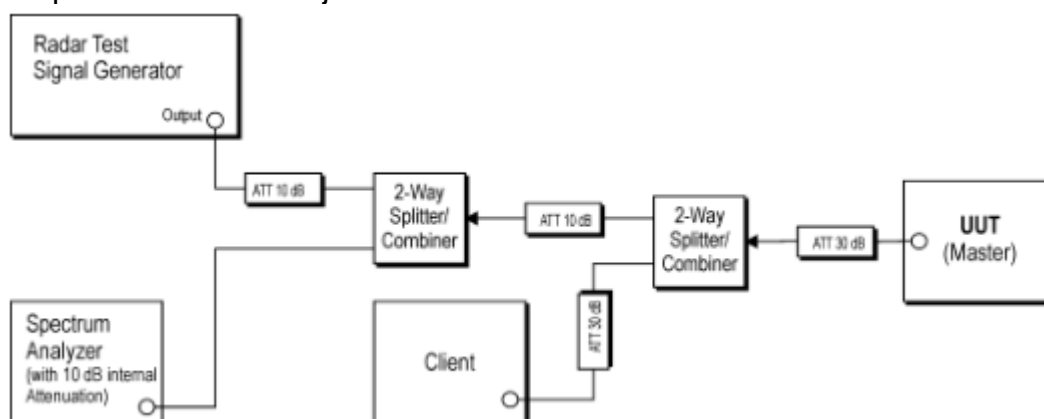 Radar Test
Signal Generator
Output
ATT 10 dB
2-Way
Splitter/
Combiner
ATT 10 dB
2-Way
Splitter/
Combiner
ATT 30 dB
UUT
(Master)
Spectrum
Analyzer
(with 10 dB internal
Attenuation)
Client
ATT 30 dB